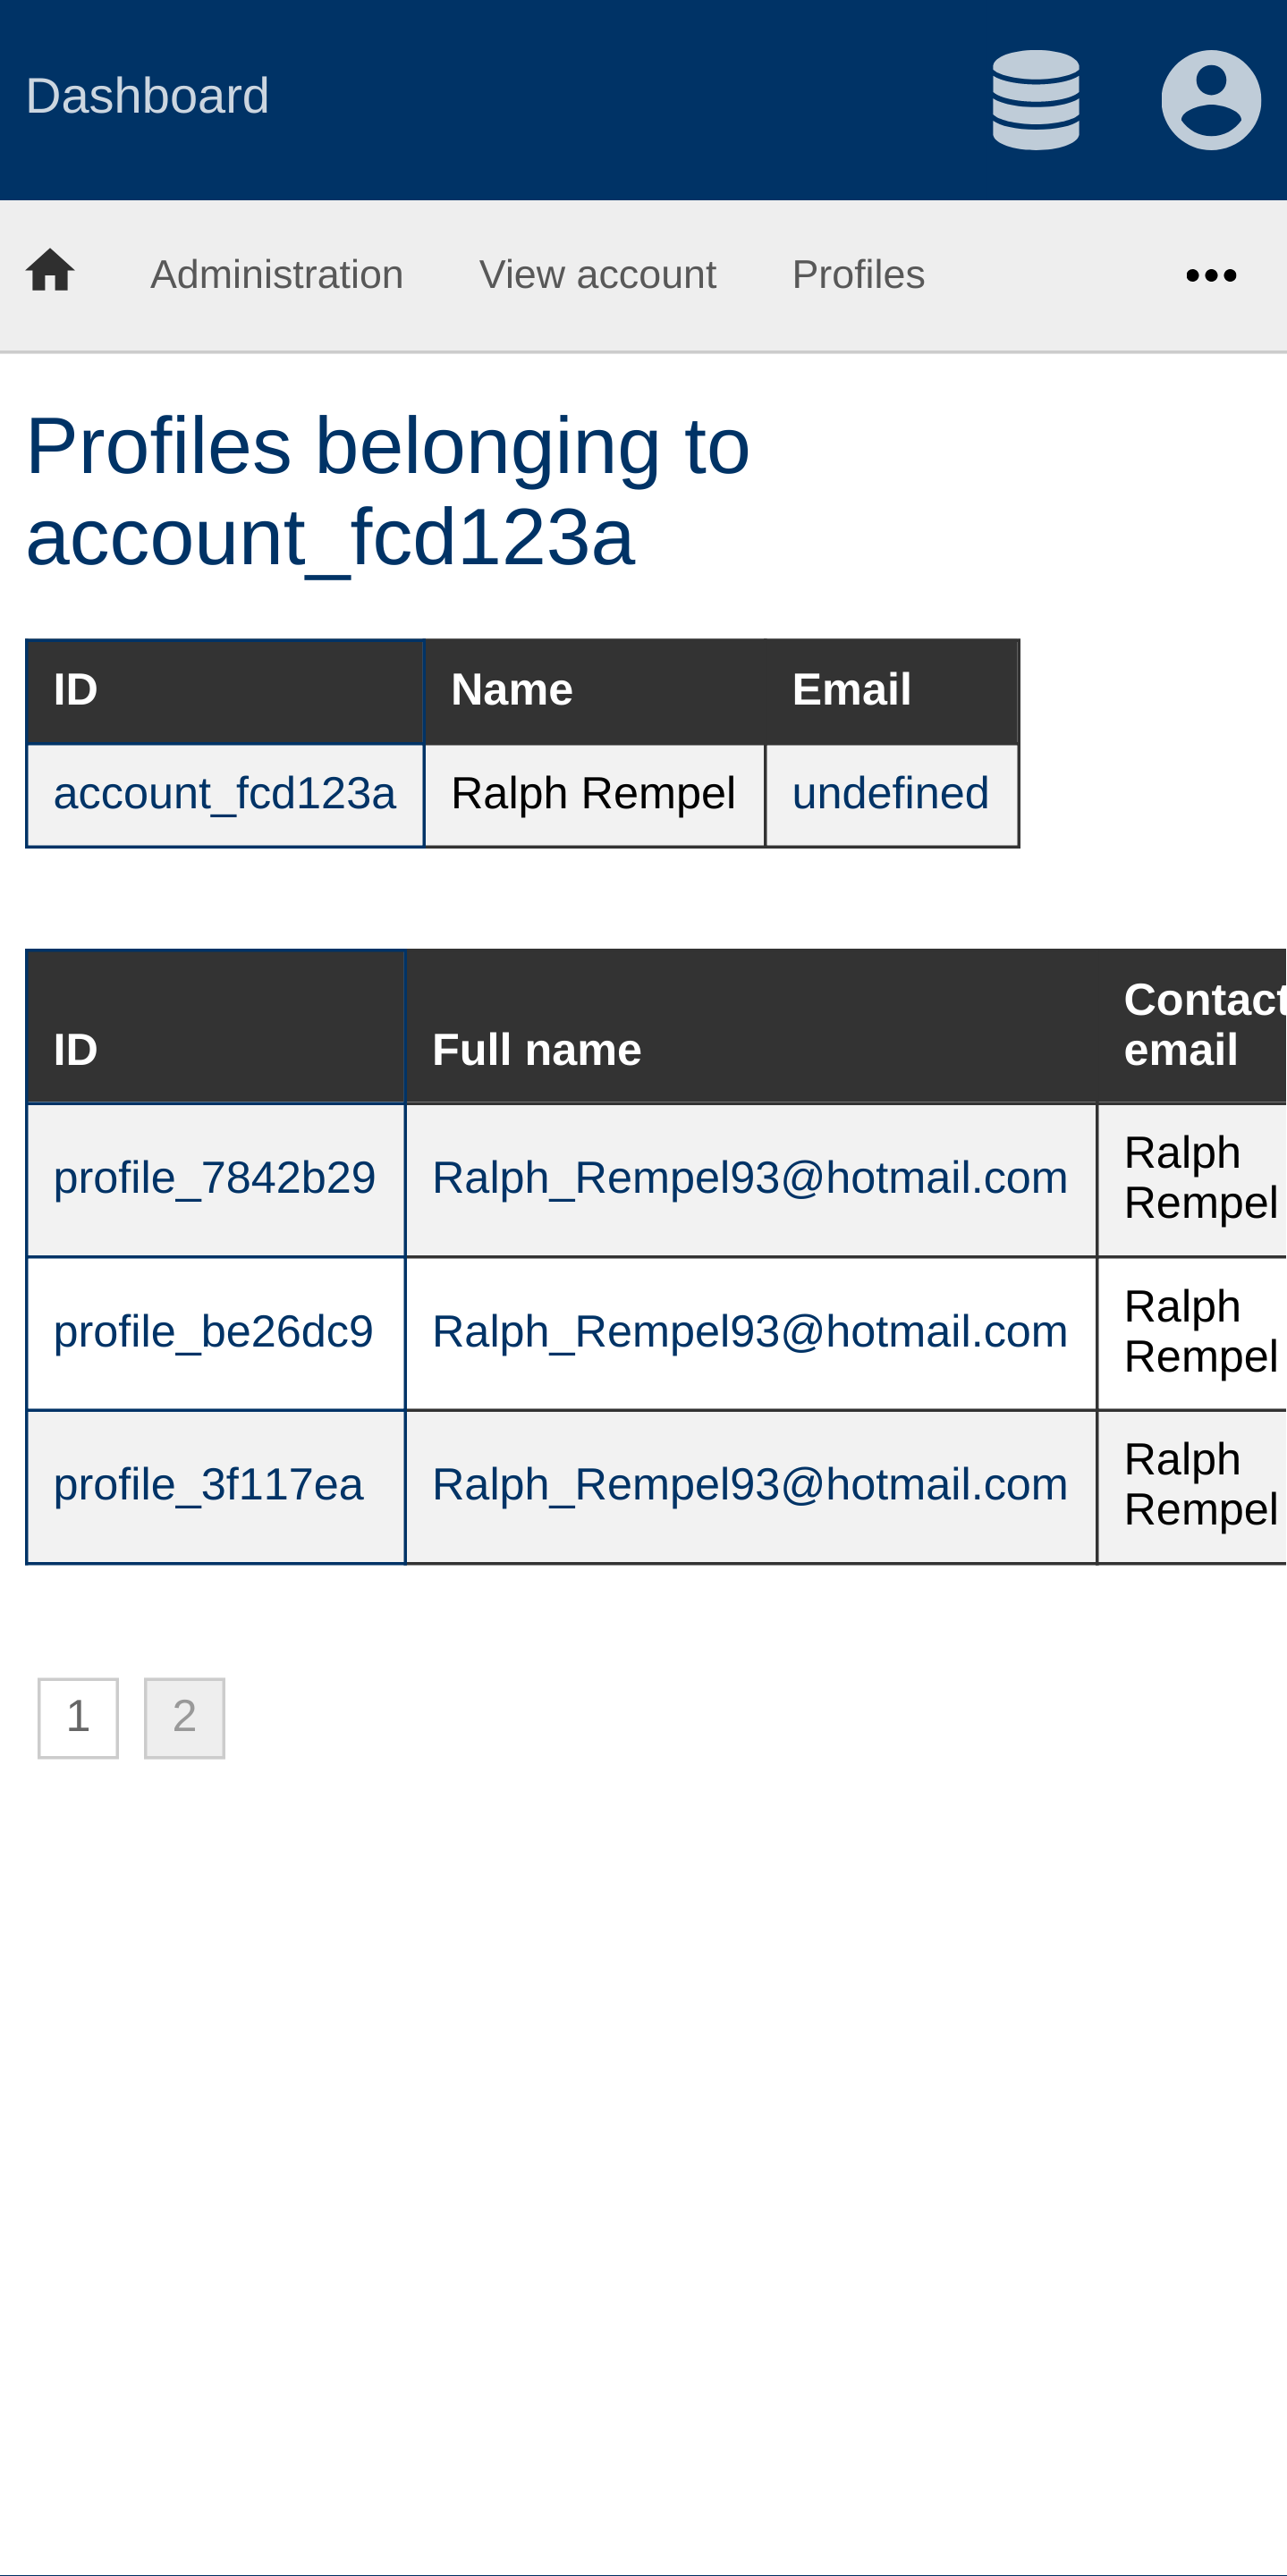 Dashboard
Administration View account Profiles
Profiles belonging to
account_fcd123a
ID Name Email
account_fcd123a Ralph Rempel undefined
ID Full name Contact email
profile_7842b29 Ralph_Rempel93@hotmail.com Ralph Rempel
profile_be26dc9 Ralph_Rempel93@hotmail.com Ralph Rempel
profile_3f117ea Ralph_Rempel93@hotmail.com Ralph Rempel
1 2